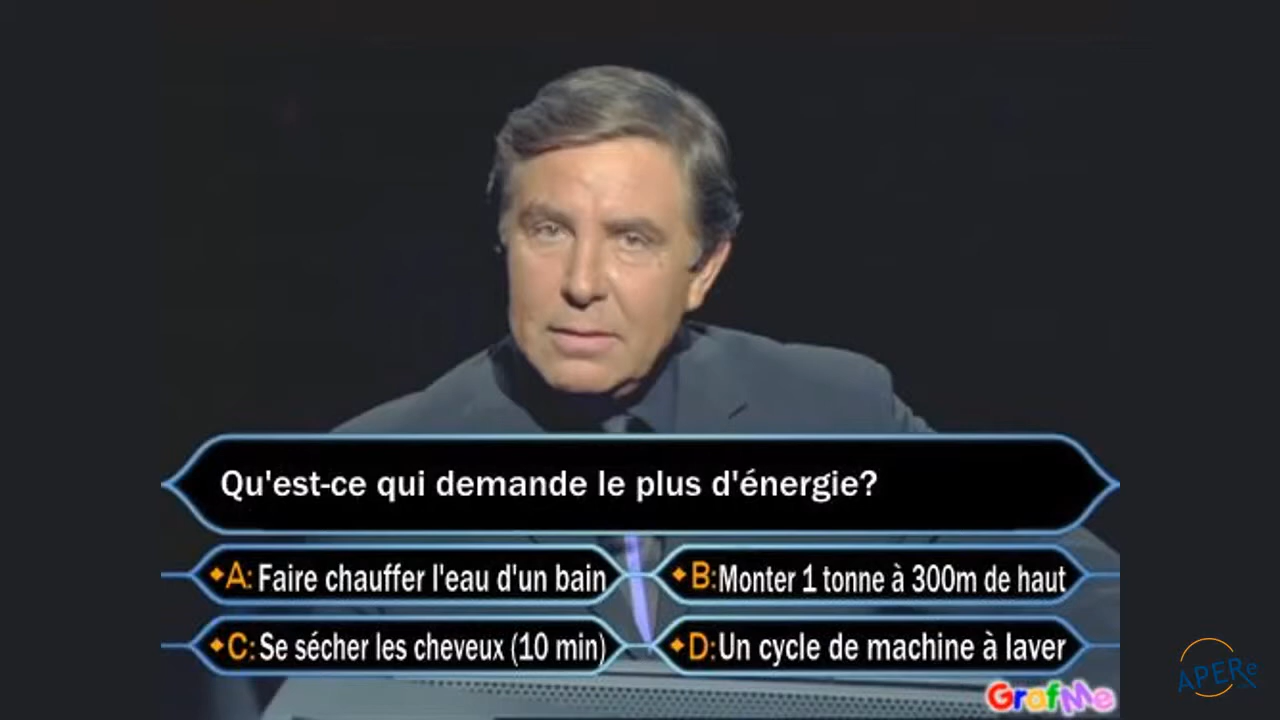 Qu'est-ce qui demande le plus d'énergie?
A: Faire chauffer l'eau d'un bain
B: Monter 1 tonne à 300m de haut
C: Se sécher les cheveux (10 min)
D: Un cycle de machine à laver
GrafMe
APERe